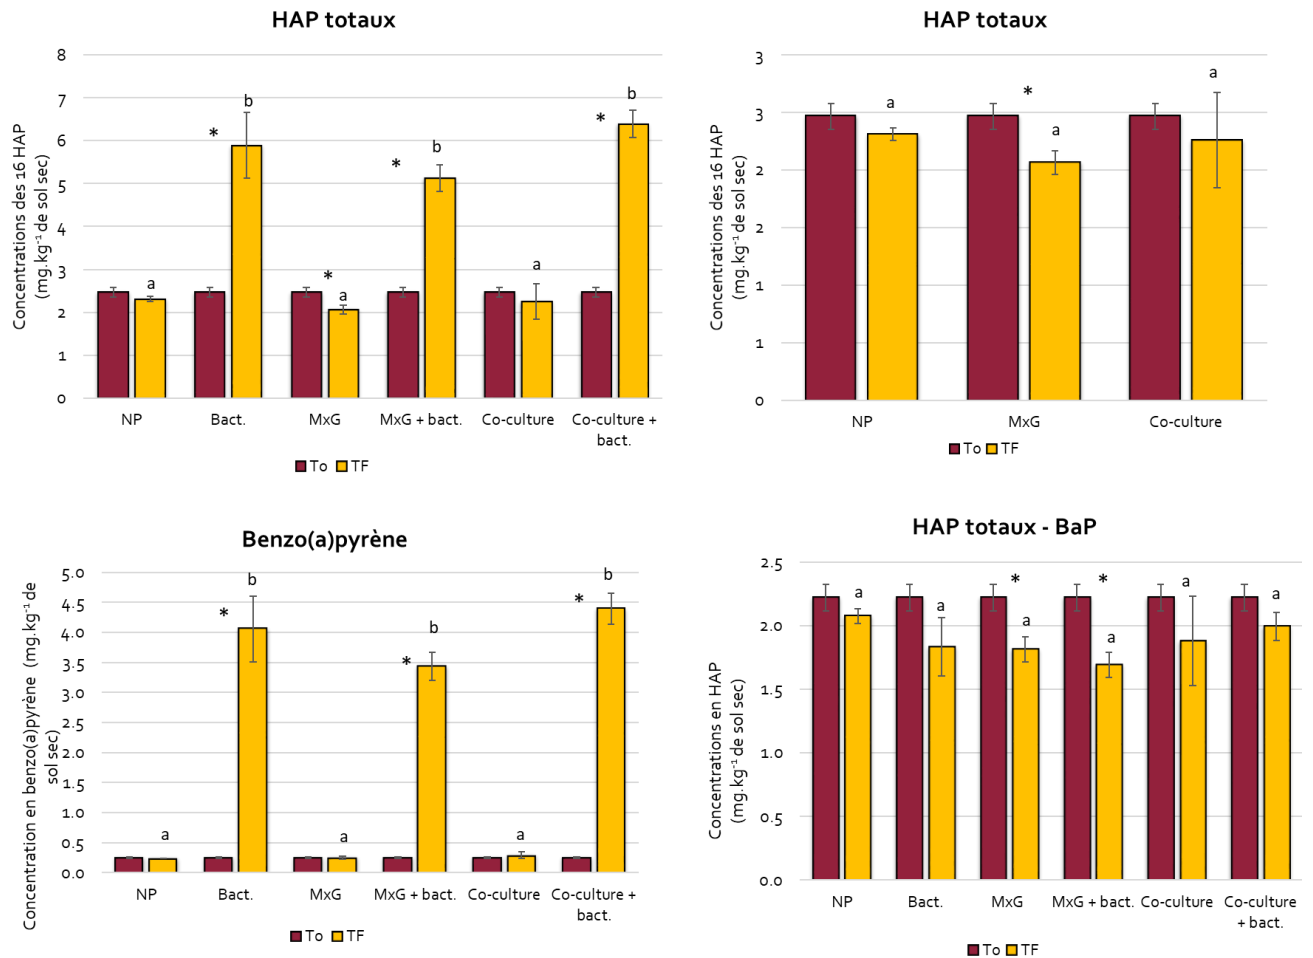 HAP totaux
Concentrations des 16 HAP
(mg.kg⁻¹ de sol sec)
8
7
6
5
4
3
2
1
0
a
*
b
*
a
*
b
a
*
b
NP
Bact.
MxG
MxG + bact.
Co-culture
Co-culture +
bact.
T0
TF
HAP totaux
Concentrations des 16 HAP
(mg.kg⁻¹ de sol sec)
3
3
2
2
1
1
0
a
*
a
a
NP
MxG
Co-culture
T0
TF
Benzo(a)pyrène
Concentration en benzo(a)pyrène (mg.kg⁻¹ de
sol sec)
5.0
4.5
4.0
3.5
3.0
2.5
2.0
1.5
1.0
0.5
0.0
a
*
b
a
*
b
a
*
b
NP
Bact.
MxG
MxG + bact.
Co-culture
Co-culture +
bact.
T0
TF
HAP totaux - BaP
Concentrations en HAP
(mg.kg⁻¹ de sol sec)
2.5
2.0
1.5
1.0
0.5
0.0
a
a
*
a
*
a
a
a
NP
Bact.
MxG
MxG + bact.
Co-culture
Co-culture
+ bact.
T0
TF